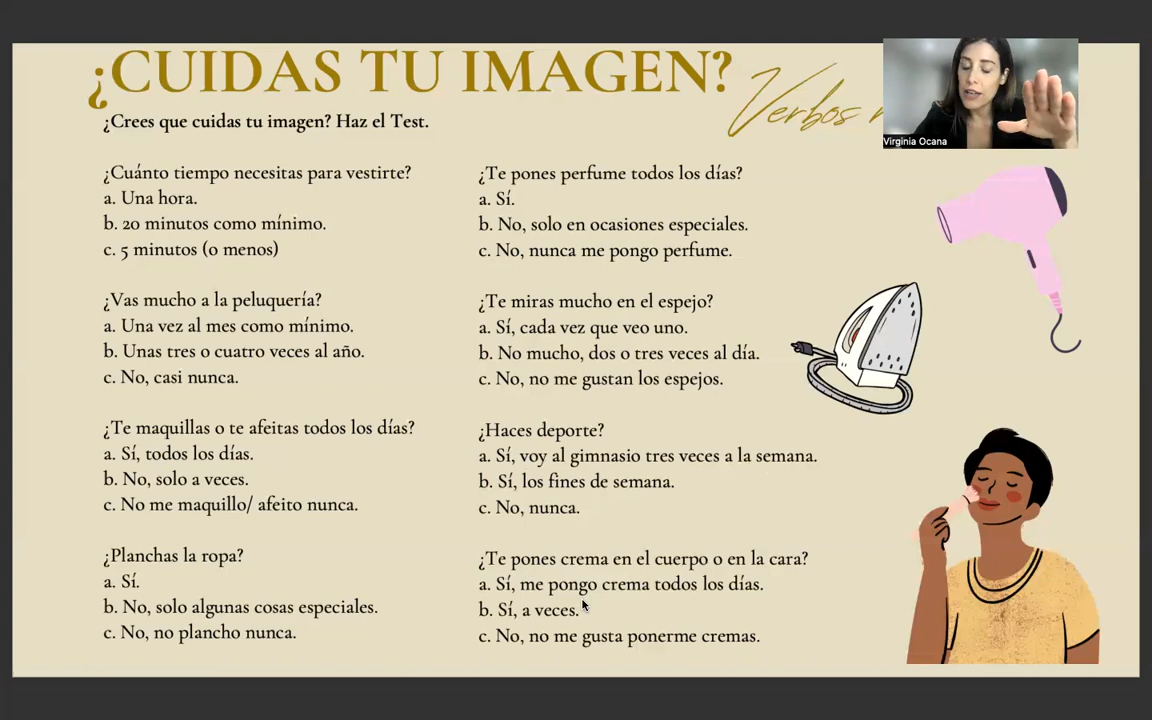 ¿CUIDAS TU IMAGEN?
Verbos
Virginia Ocana
¿Crees que cuidas tu imagen? Haz el Test.
¿Cuánto tiempo necesitas para vestirte?
a. Una hora.
b. 20 minutos como mínimo.
c. 5 minutos (o menos)
¿Vas mucho a la peluquería?
a. Una vez al mes como mínimo.
b. Unas tres o cuatro veces al año.
c. No, casi nunca.
¿Te maquillas o te afeitas todos los días?
a. Sí, todos los días.
b. No, solo a veces.
c. No me maquillo/ afeito nunca.
¿Planchas la ropa?
a. Sí.
b. No, solo algunas cosas especiales.
c. No, no plancho nunca.
¿Te pones perfume todos los días?
a. Sí.
b. No, solo en ocasiones especiales.
c. No, nunca me pongo perfume.
¿Te miras mucho en el espejo?
a. Sí, cada vez que veo uno.
b. No mucho, dos o tres veces al día.
c. No, no me gustan los espejos.
¿Haces deporte?
a. Sí, voy al gimnasio tres veces a la semana.
b. Sí, los fines de semana.
c. No, nunca.
¿Te pones crema en el cuerpo o en la cara?
a. Sí, me pongo crema todos los días.
b. Sí, a veces.
c. No, no me gusta ponerme cremas.